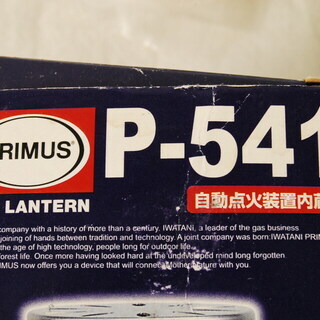 RIMUS®
P-541
LANTERN
自動点火装置内蔵
company with a history of more than a century. IWATANI, a leader of the gas business
joining of hands between tradition and technology. A joint company was born: IWATANI PRI
the age of high technology, people long for outdoor life.
forest life. Once more having looked hard at the undeveloped mind long forgotten
RIMUS now offers you a device that will connect Mother nature with you.